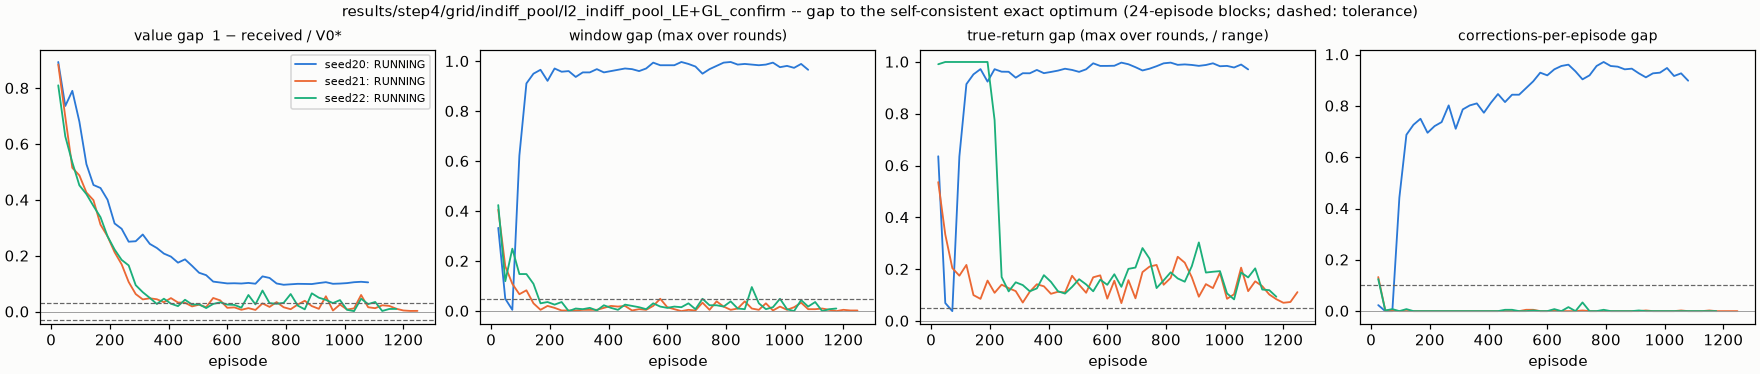 results/step4/grid/indiff_pool/l2_indiff_pool_LE+GL_confirm -- gap to the self-consistent exact optimum (24-episode blocks; dashed: tolerance)
value gap 1 − received / V0*
0.8
0.6
0.4
0.2
0.0
seed20: RUNNING
seed21: RUNNING
seed22: RUNNING
0 200 400 600 800 1000 1200
episode
window gap (max over rounds)
1.0
0.8
0.6
0.4
0.2
0.0
0 200 400 600 800 1000 1200
episode
true-return gap (max over rounds, / range)
1.0
0.8
0.6
0.4
0.2
0.0
0 200 400 600 800 1000 1200
episode
corrections-per-episode gap
1.0
0.8
0.6
0.4
0.2
0.0
0 200 400 600 800 1000 1200
episode